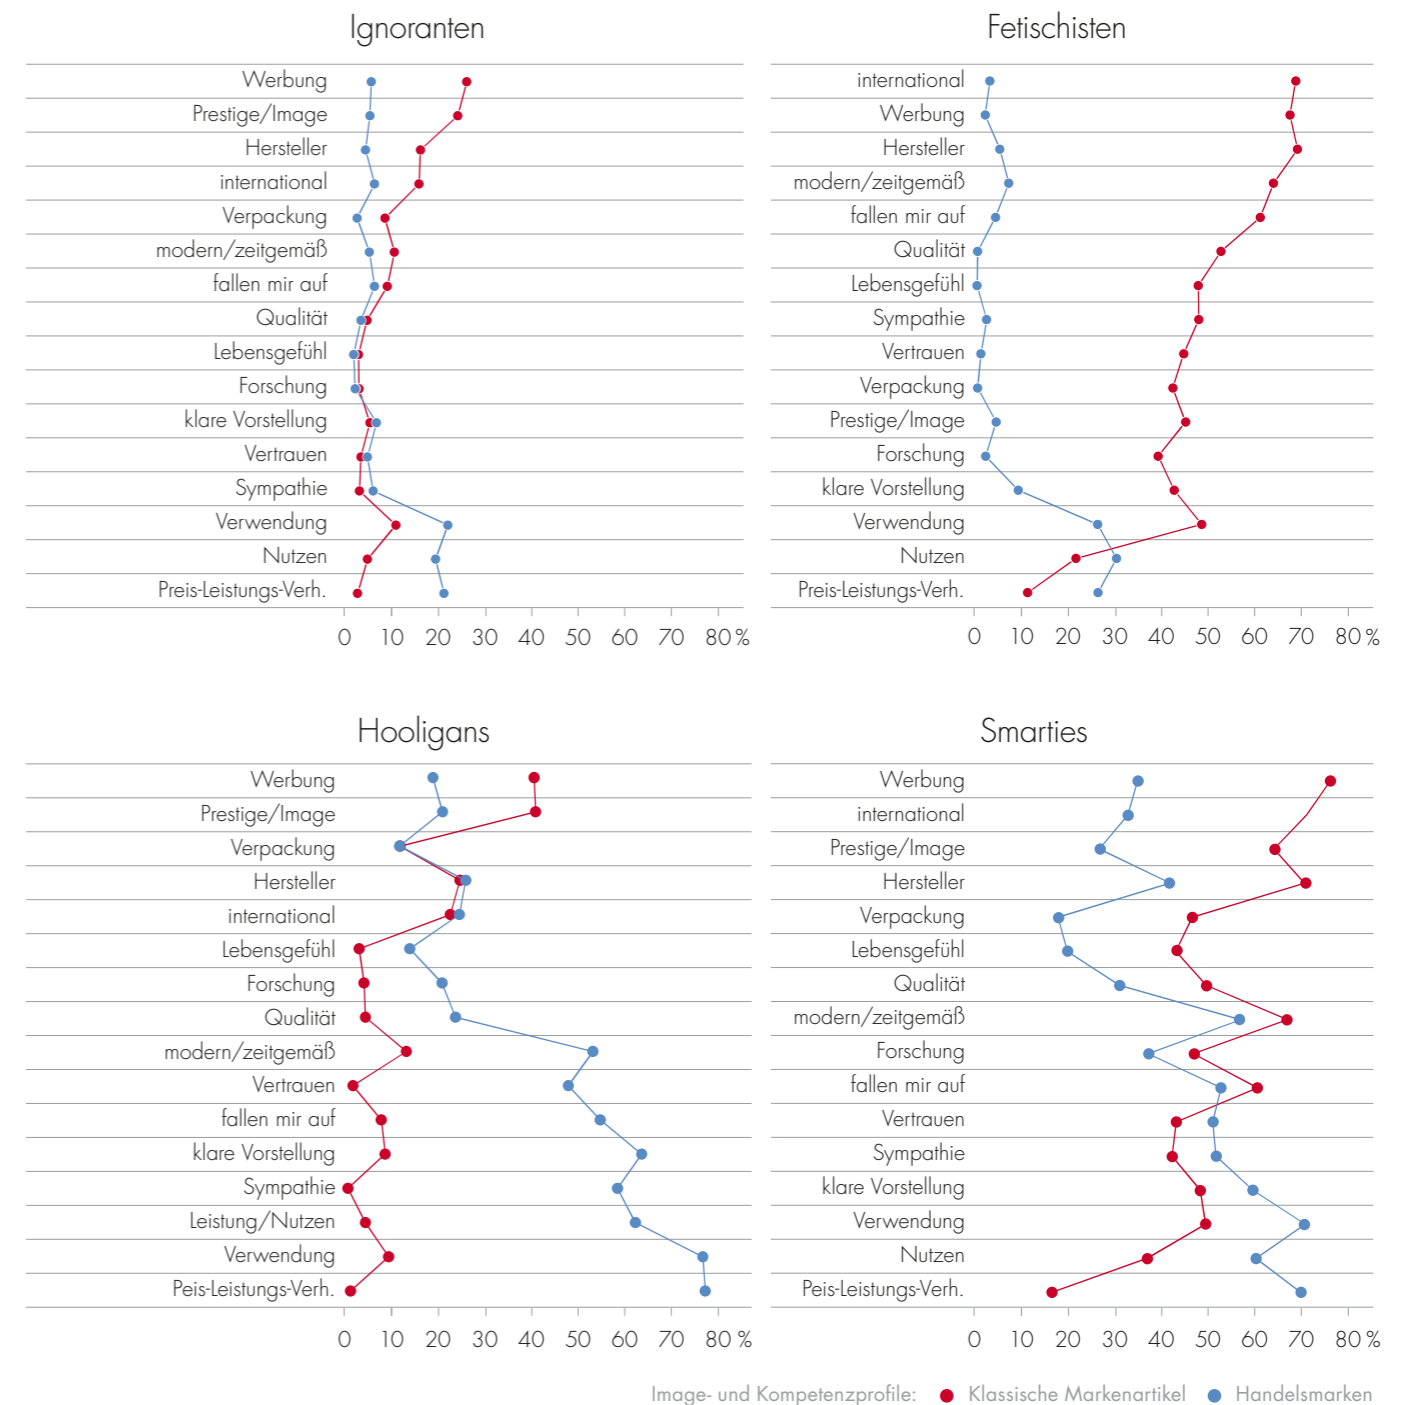 Ignoranten
Werbung
Prestige/Image
Hersteller
international
Verpackung
modern/zeitgemäß
fallen mir auf
Qualität
Lebensgefühl
Forschung
klare Vorstellung
Vertrauen
Sympathie
Verwendung
Nutzen
Preis-Leistungs-Verh.
0 10 20 30 40 50 60 70 80 %
Fetischisten
international
Werbung
Hersteller
modern/zeitgemäß
fallen mir auf
Qualität
Lebensgefühl
Sympathie
Vertrauen
Verpackung
Prestige/Image
Forschung
klare Vorstellung
Verwendung
Nutzen
Preis-Leistungs-Verh.
0 10 20 30 40 50 60 70 80 %
Hooligans
Werbung
Prestige/Image
Verpackung
Hersteller
international
Lebensgefühl
Forschung
Qualität
modern/zeitgemäß
Vertrauen
fallen mir auf
klare Vorstellung
Sympathie
Leistung/Nutzen
Verwendung
Peis-Leistungs-Verh.
0 10 20 30 40 50 60 70 80 %
Smarties
Werbung
international
Prestige/Image
Hersteller
Verpackung
Lebensgefühl
Qualität
modern/zeitgemäß
Forschung
fallen mir auf
Vertrauen
Sympathie
klare Vorstellung
Verwendung
Nutzen
Peis-Leistungs-Verh.
0 10 20 30 40 50 60 70 80 %
Image- und Kompetenzprofile: Klassische Markenartikel Handelsmarken